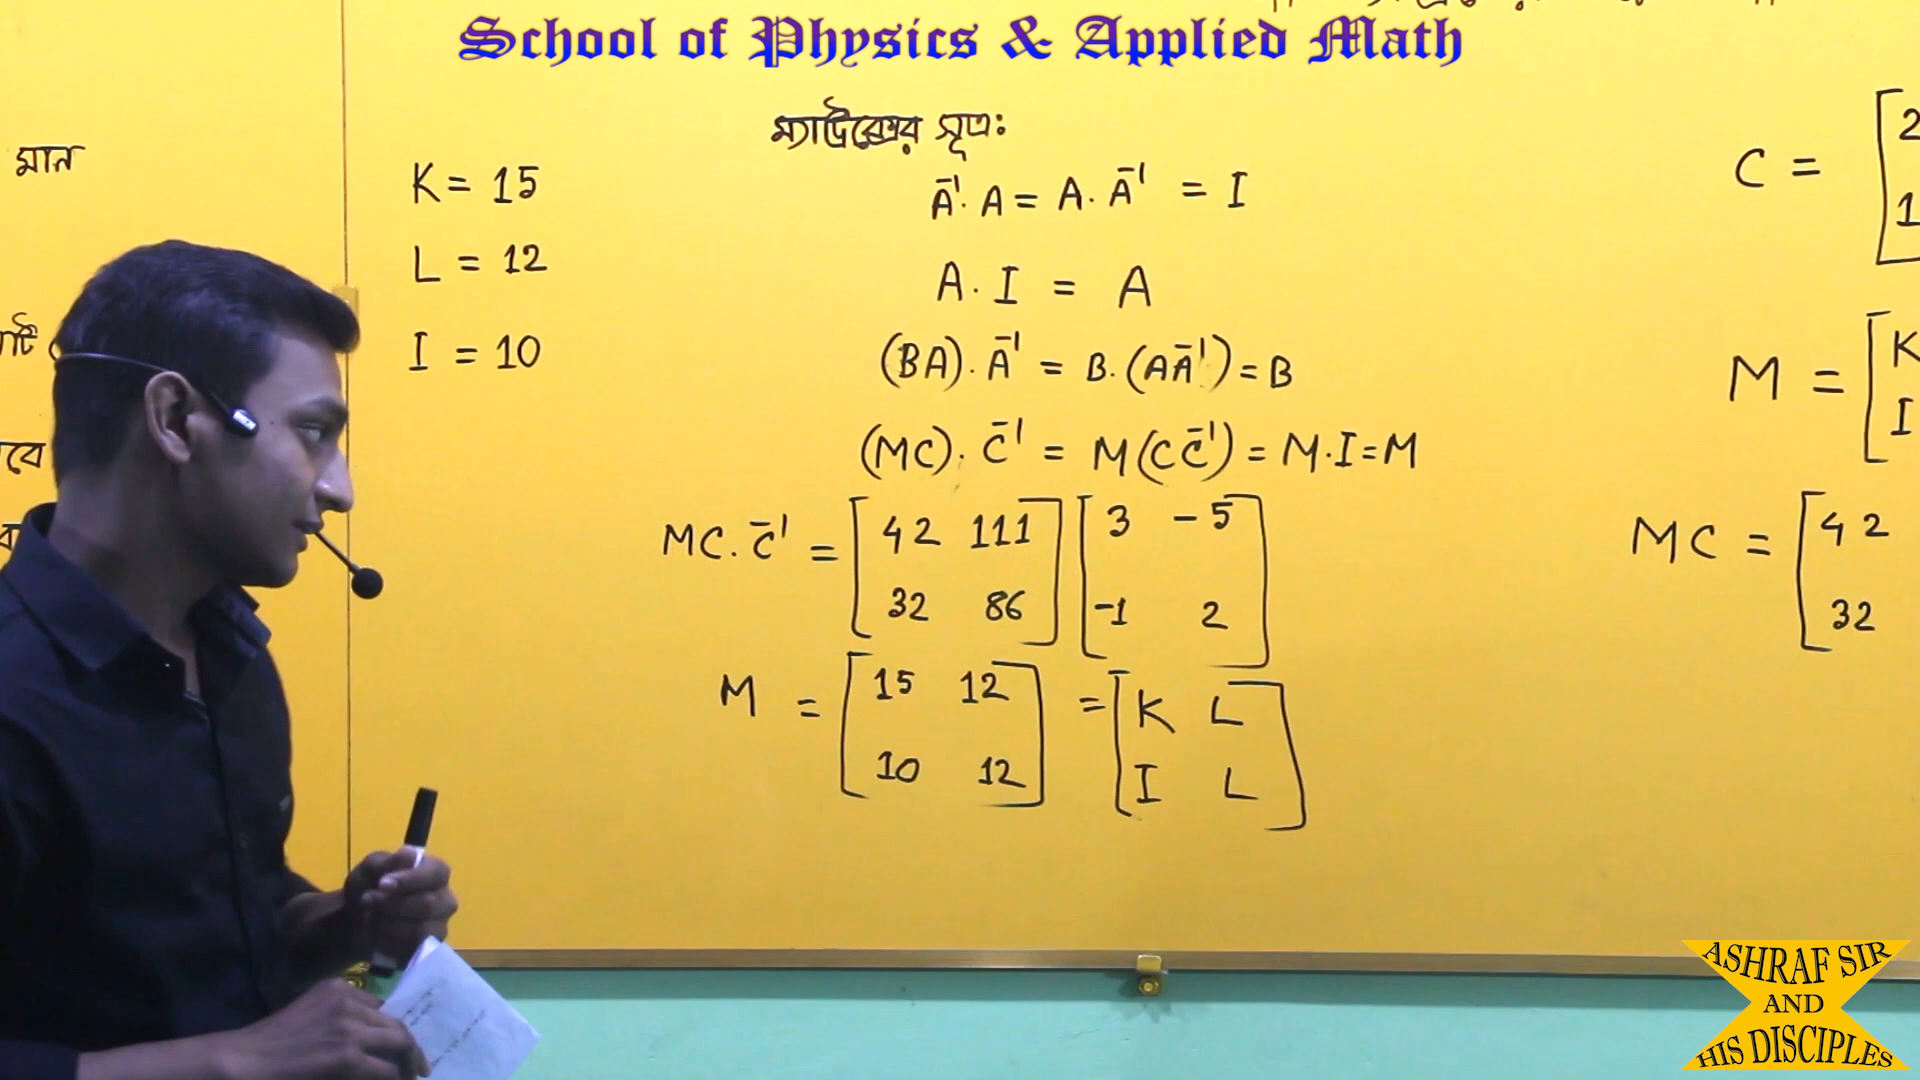 School of Physics & Applied Math
মান
K = 15
L = 12
I = 10
ম্যাট্রিক্সের সূত্র:
A⁻¹. A = A. A⁻¹ = I
A. I = A
(BA). A⁻¹ = B. (AA⁻¹) = B
(MC). C⁻¹ = M(CC⁻¹) = M.I = M
MC. C⁻¹ = [42 111
32 86] [3 -5
-1 2]
M = [15 12
10 12] = [K L
I L]
C = [2
1
M = [K
I
MC = [42
32
ASHRAF SIR
AND
HIS DISCIPLES